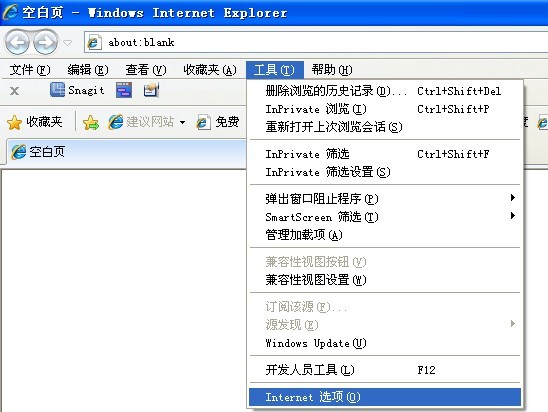 空白页 - Windows Internet Explorer
about:blank
文件(F) 编辑(E) 查看(V) 收藏夹(A) 工具(T) 帮助(H)
x Snagit
收藏夹 建议网站 免费
空白页
删除浏览的历史记录(D)... Ctrl+Shift+Del
InPrivate 浏览(I) Ctrl+Shift+P
重新打开上次浏览会话(S)
InPrivate 筛选 Ctrl+Shift+F
InPrivate 筛选设置(S)
弹出窗口阻止程序(P)
SmartScreen 筛选(T)
管理加载项(A)
兼容性视图按钮(V)
兼容性视图设置(W)
订阅该源(F)...
源发现(E)
Windows Update(U)
开发人员工具(L) F12
Internet 选项(O)